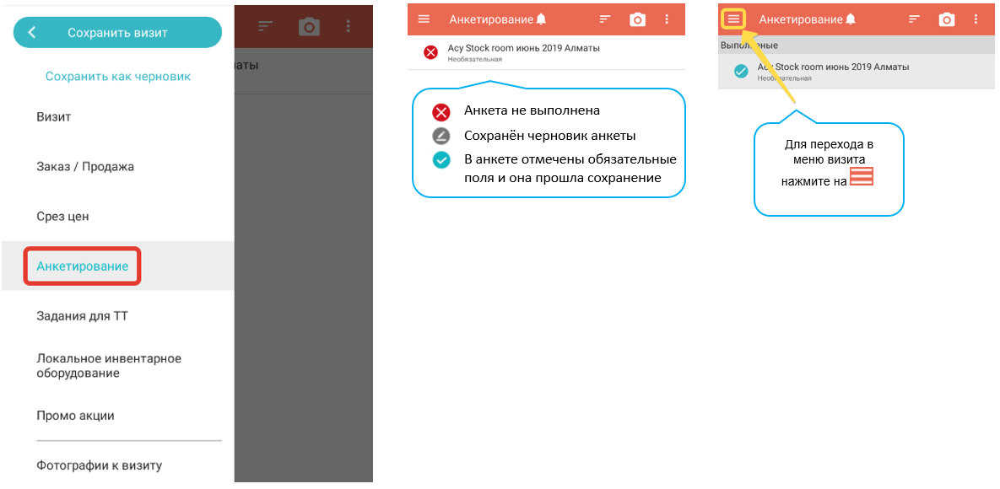 Сохранить визит
Сохранить как черновик
Визит
Заказ / Продажа
Срез цен
Анкетирование
Задания для ТТ
Локальное инвентарное
оборудование
Промо акции
Фотографии к визиту
маты
Анкетирование
Acy Stock room июнь 2019 Алматы
Необязательная
Анкета не выполнена
Сохранён черновик анкеты
В анкете отмечены обязательные
поля и она прошла сохранение
Анкетирование
Выполненые
Acy Stock room июнь 2019 Алматы
Необязательная
Для перехода в
меню визита
нажмите на